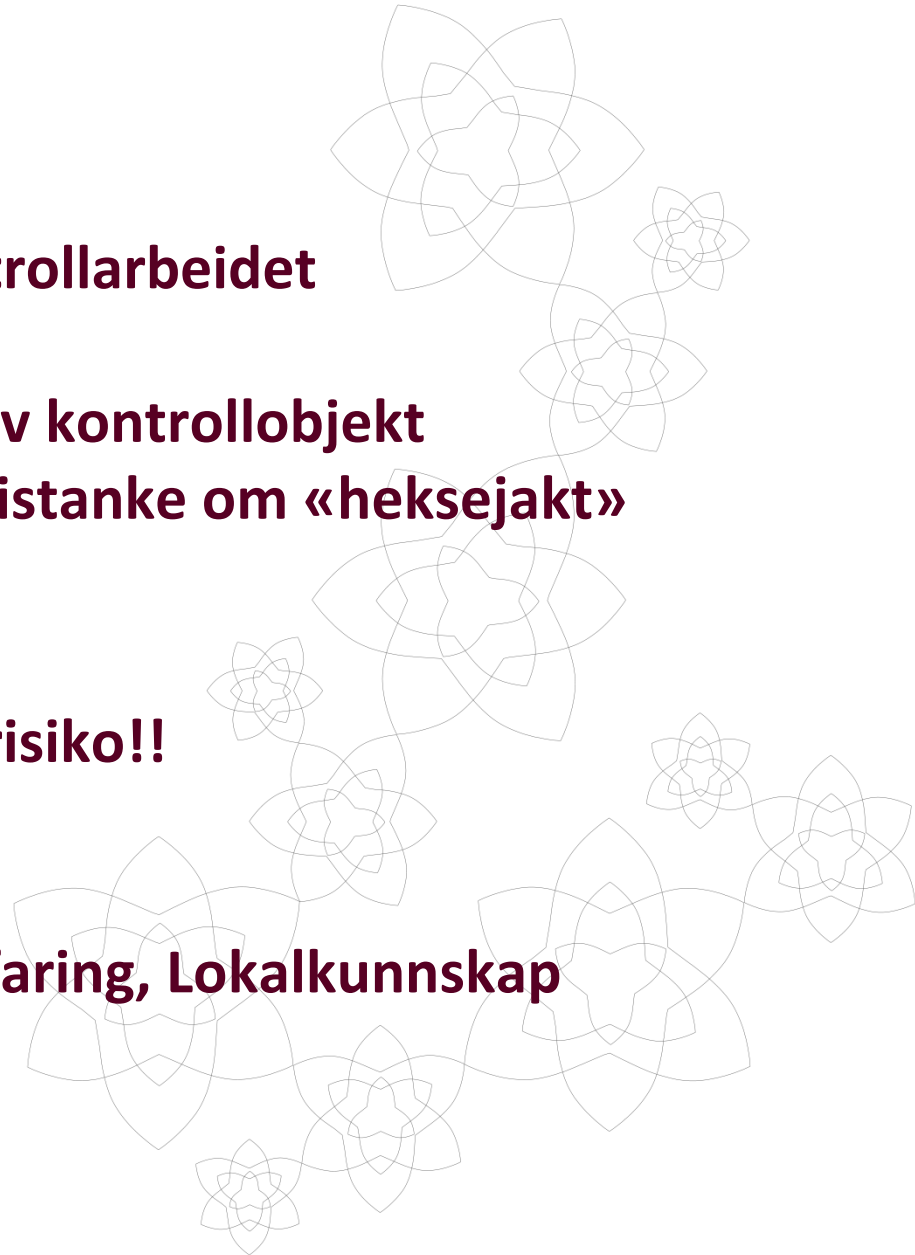 trollarbeidet
v kontrollobjekt
istanke om «heksejakt»
risiko!!
faring, Lokalkunnskap